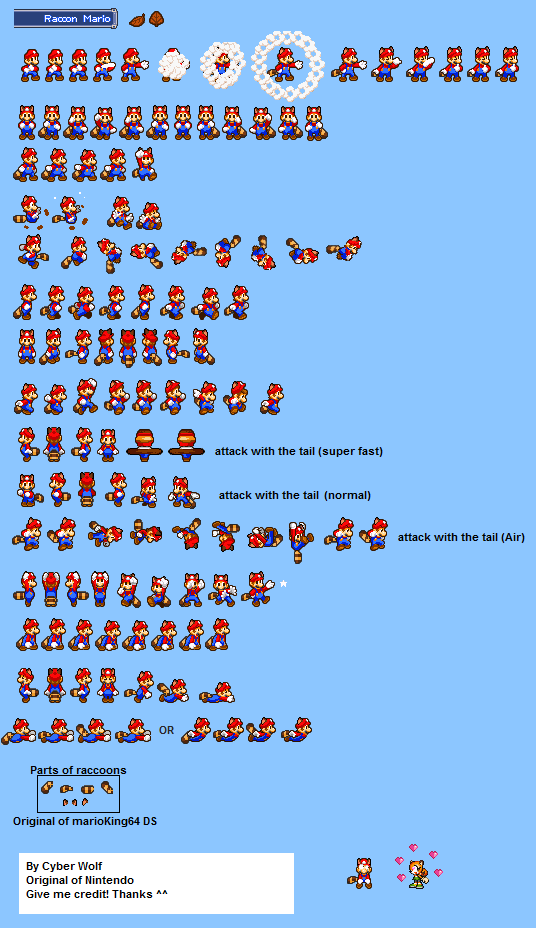 Racoon Mario
attack with the tail (super fast)
attack with the tail (normal)
attack with the tail (Air)
OR
Parts of raccoons
Original of marioKing64 DS
By Cyber Wolf
Original of Nintendo
Give me credit! Thanks ^^